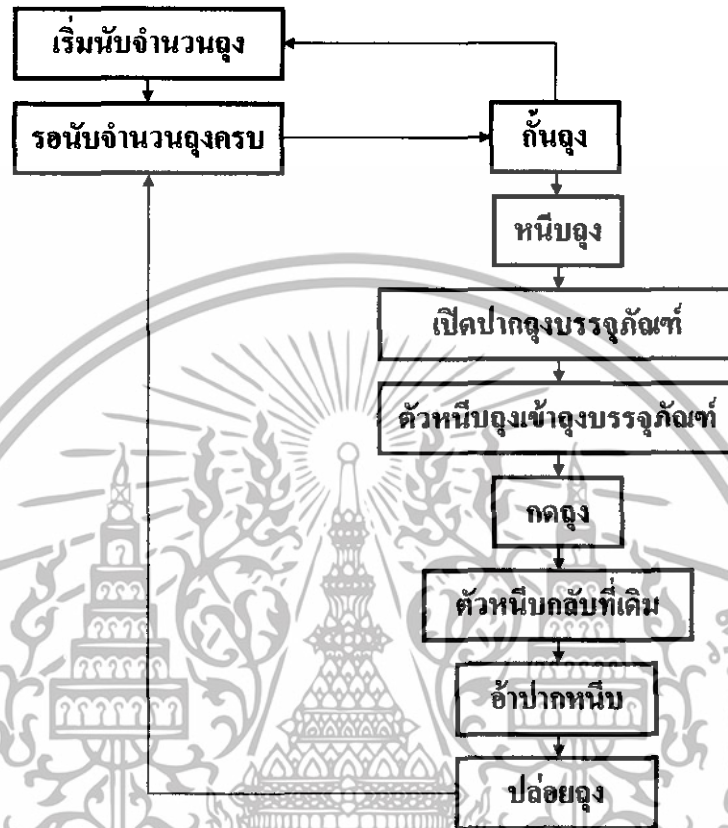 เริ่มนับจำนวนถุง
รอนับจำนวนถุงครบ
กั้นถุง
หนีบถุง
เปิดปากถุงบรรจุภัณฑ์
ตัวหนีบถุงเข้าถุงบรรจุภัณฑ์
กดถุง
ตัวหนีบกลับที่เดิม
อ้าปากหนีบ
ปล่อยถุง